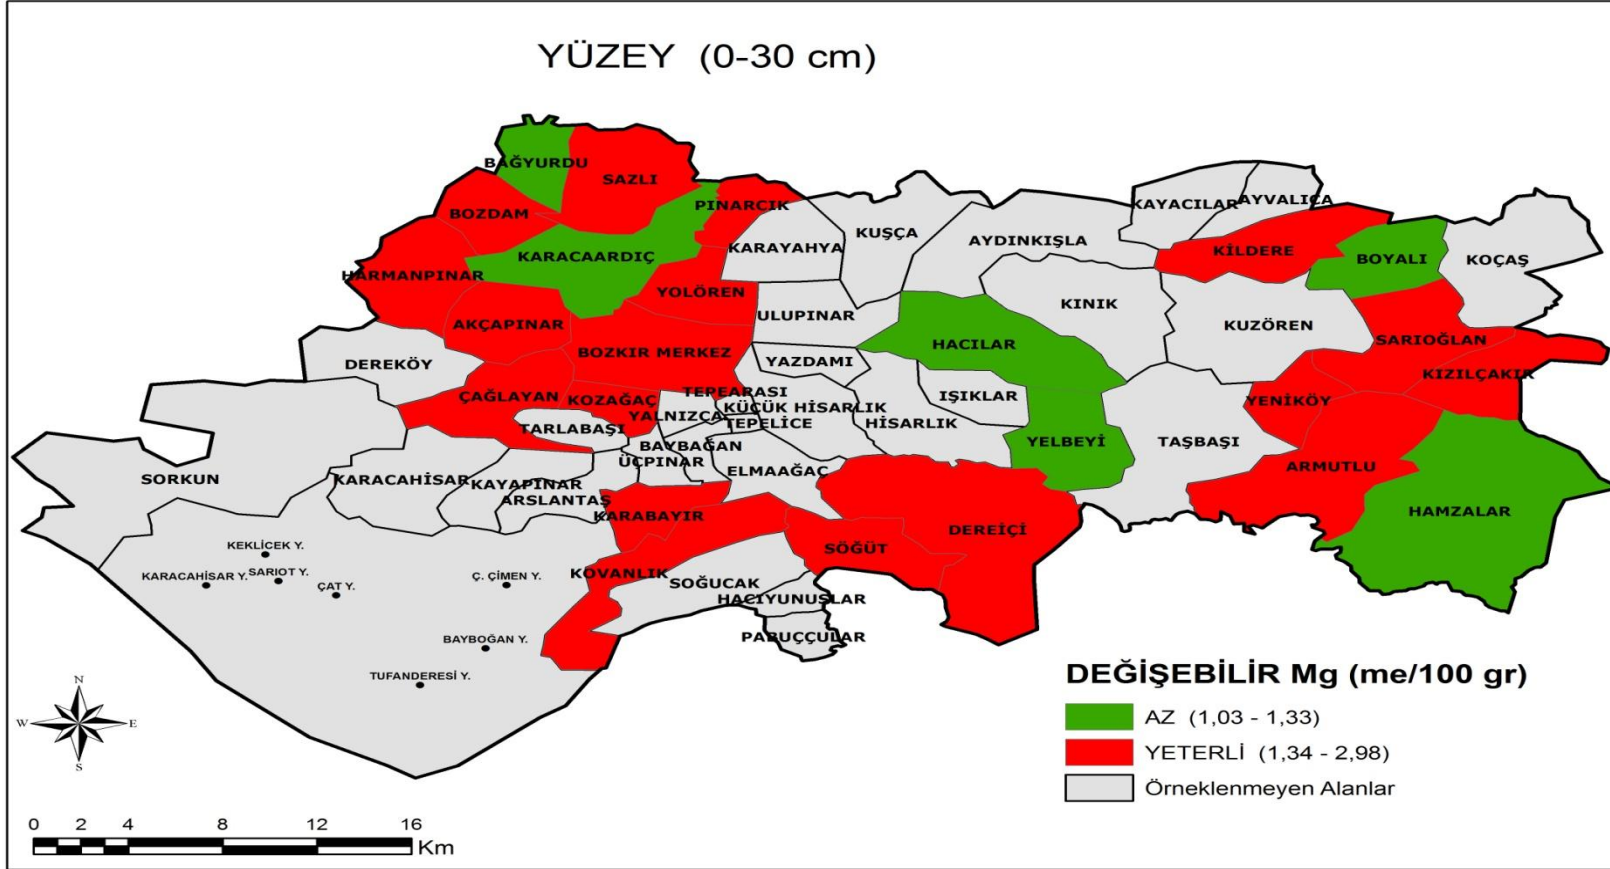 YÜZEY (0-30 cm)
BAĞYURDU
SAZLI
BOZDAM
PINARCIK
KARACAARDIÇ
HARMANPINAR
YOLÖREN
AKÇAPINAR
BOZKIR MERKEZ
DEREKÖY
ÇAĞLAYAN
KOZAĞAÇ
TARLABAŞI
KARAYAHYA
KUŞÇA
AYDINKIŞLA
KAYACILAR
AYVALICA
KİLDERE
BOYALI
KOÇAŞ
ULUPINAR
KINIK
KUZÖREN
HACILAR
SARIOĞLAN
YAZDAMI
KIZILÇAKIR
TEPEARASI
IŞIKLAR
YENİKÖY
KÜÇÜK HİSARLIK
YALNIZCA
TEPELİCE
HİSARLIK
YELBEYİ
TAŞBAŞI
BAYBAĞAN
ÜÇPINAR
ELMAAĞAÇ
ARMUTLU
SORKUN
KARACAHİSAR
KAYAPINAR
ARSLANTAŞ
KARABAYIR
HAMZALAR
DEREİÇİ
SÖĞÜT
KOVANLIK
SOĞUCAK
HACIYUNUSLAR
PABUÇÇULAR
KEKLİCEK Y.
KARACAHİSAR Y.
SARIOT Y.
ÇAT Y.
Ç. ÇİMEN Y.
BAYBOĞAN Y.
TUFANDERESİ Y.
N
W
E
S
0 2 4 8 12 16
Km
DEĞİŞEBİLİR Mg (me/100 gr)
AZ (1,03 - 1,33)
YETERLİ (1,34 - 2,98)
Örneklenmeyen Alanlar